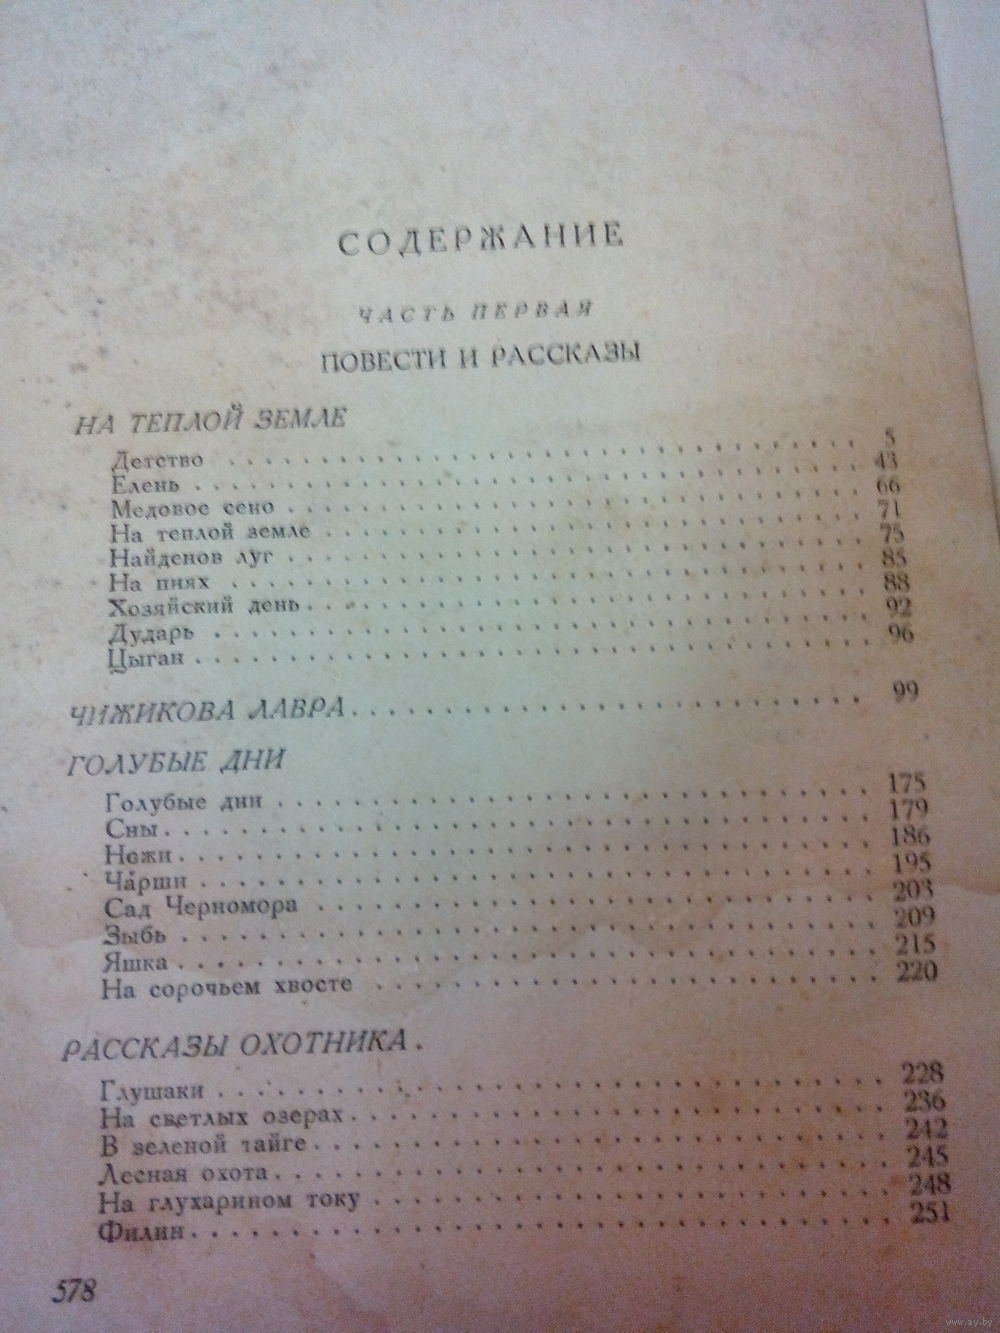 СОДЕРЖАНИЕ
ЧАСТЬ ПЕРВАЯ
ПОВЕСТИ И РАССКАЗЫ
НА ТЕПЛОЙ ЗЕМЛЕ
Детство . . . . . . . . . . 5
Елень . . . . . . . . . . 43
Медовое сено . . . . . . . . . . 66
На теплой земле . . . . . . . . . . 71
Найденов луг . . . . . . . . . . 75
На пнях . . . . . . . . . . 85
Хозяйский день . . . . . . . . . . 88
Дударь . . . . . . . . . . 92
Цыган . . . . . . . . . . 96
ЧИЖИКОВА ЛАВРА . . . . . . . . . . 99
ГОЛУБЫЕ ДНИ
Голубые дни . . . . . . . . . . 175
Сны . . . . . . . . . . 179
Ножи . . . . . . . . . . 186
Чарши . . . . . . . . . . 195
Сад Черномора . . . . . . . . . . 203
Зыбь . . . . . . . . . . 209
Яшка . . . . . . . . . . 215
На сорочьем хвосте . . . . . . . . . . 220
РАССКАЗЫ ОХОТНИКА .
Глушаки . . . . . . . . . . 228
На светлых озерах . . . . . . . . . . 236
В зеленой тайге . . . . . . . . . . 242
Лесная охота . . . . . . . . . . 245
На глухарином току . . . . . . . . . . 248
Филин . . . . . . . . . . 251
578
www.ay.by